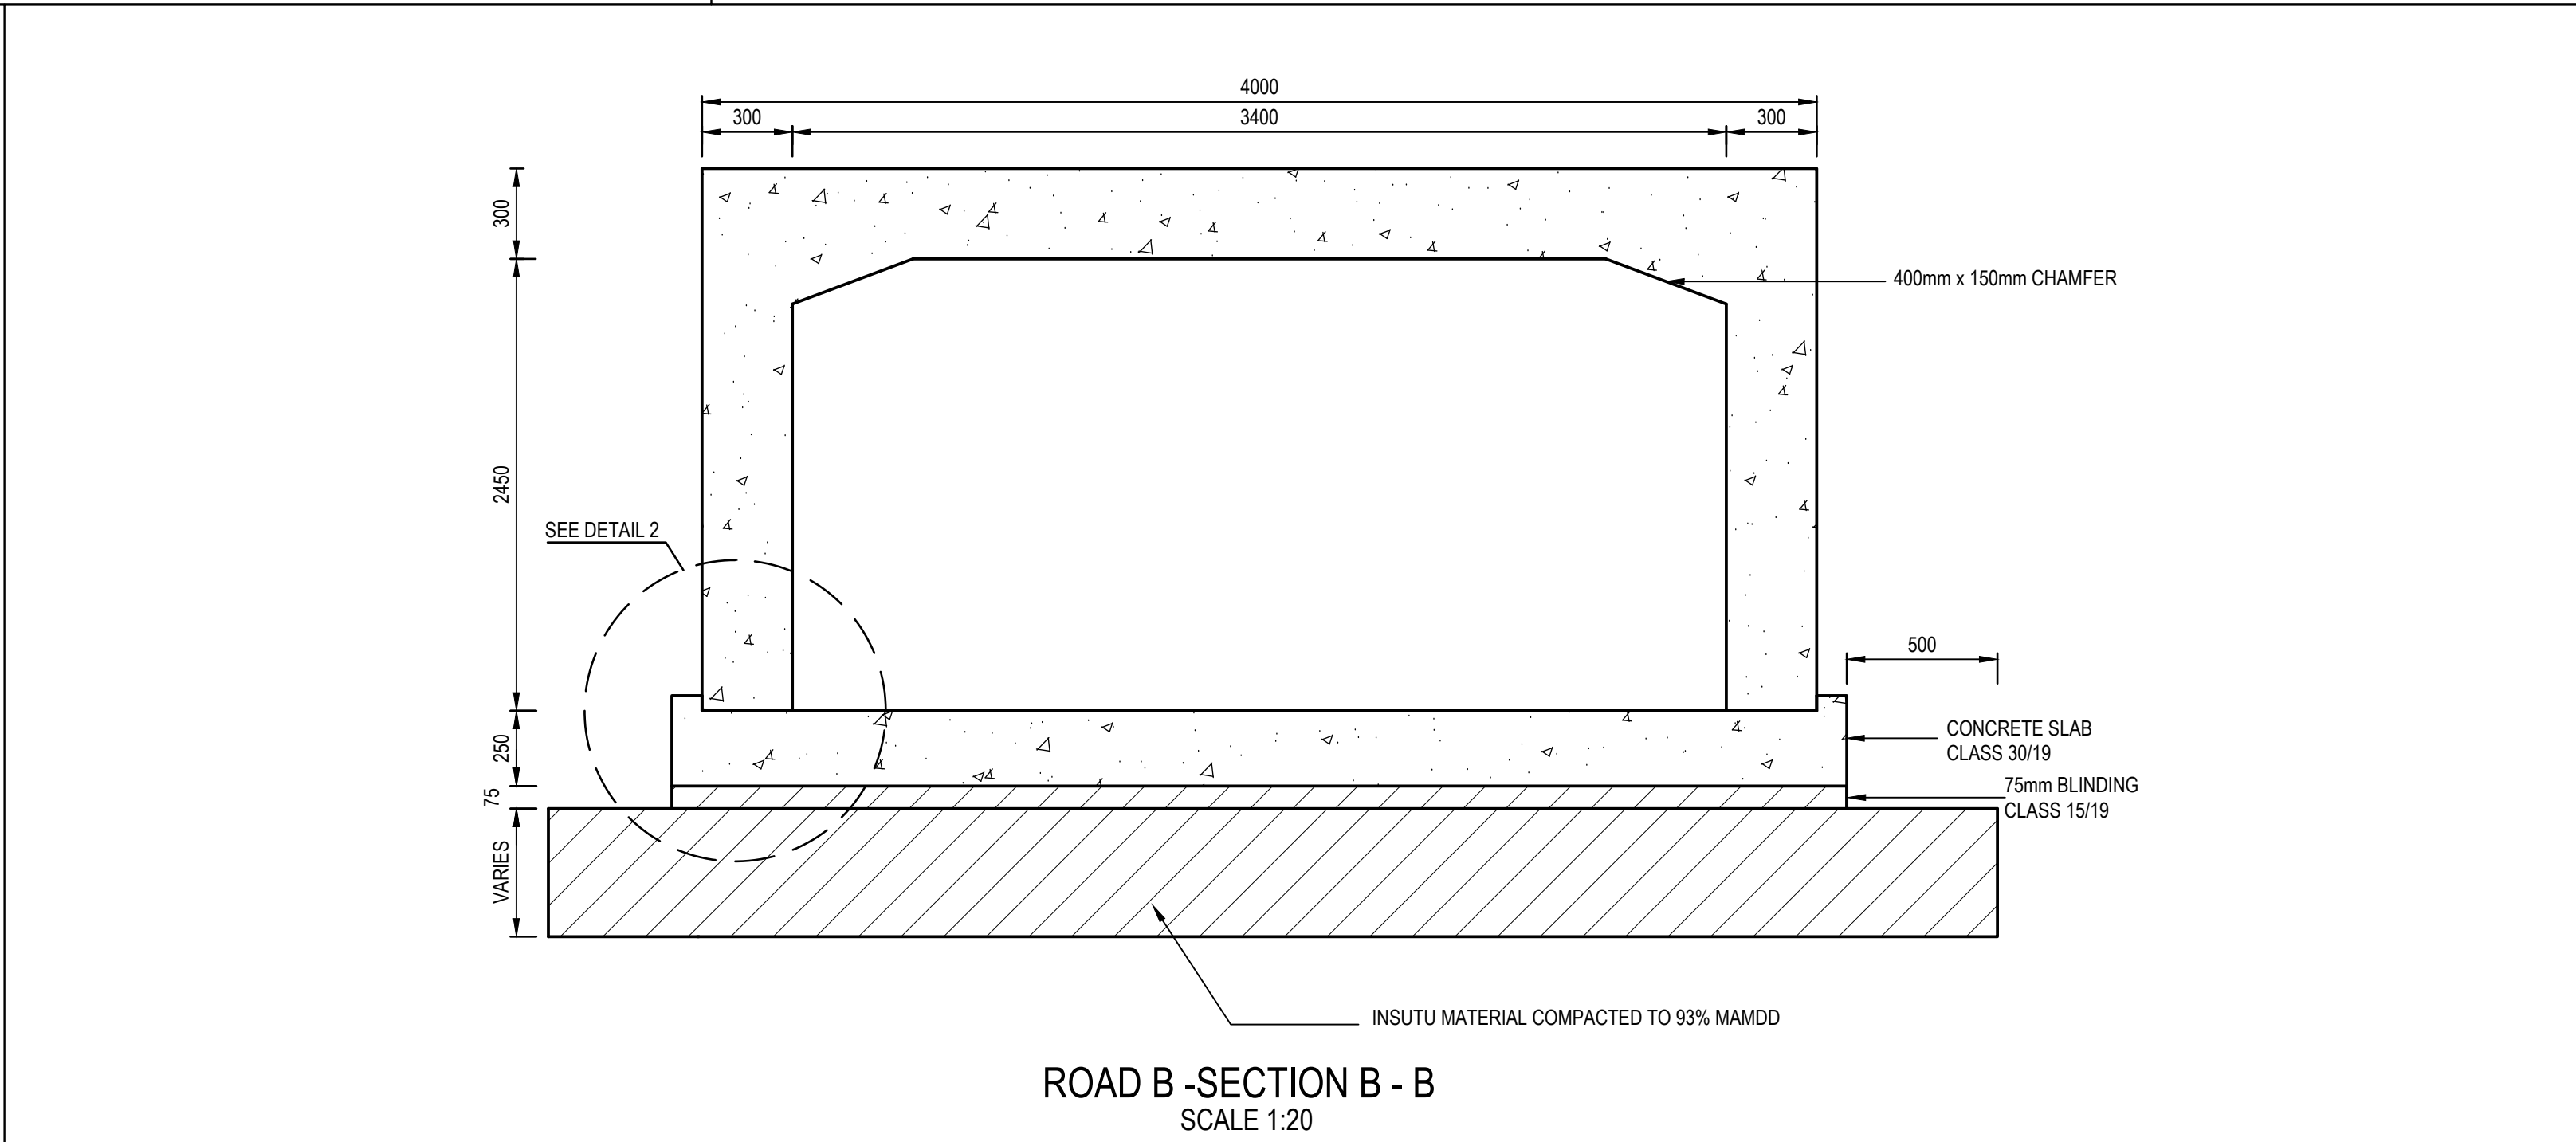 4000
300
3400
300
300
400mm x 150mm CHAMFER
2450
SEE DETAIL 2
500
250
CONCRETE SLAB
CLASS 30/19
75
75mm BLINDING
CLASS 15/19
VARIES
INSUTU MATERIAL COMPACTED TO 93% MAMDD
ROAD B -SECTION B - B
SCALE 1:20